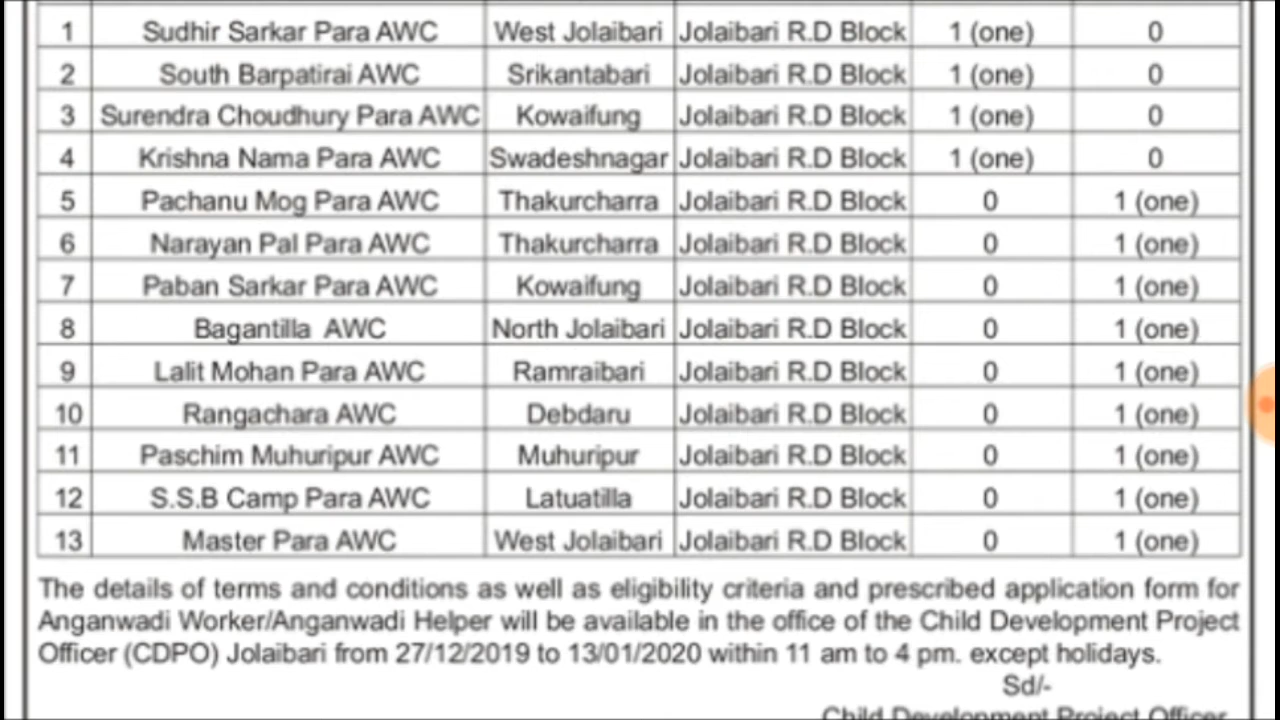 1 Sudhir Sarkar Para AWC West Jolaibari Jolaibari R.D Block 1 (one) 0
2 South Barpatirai AWC Srikantabari Jolaibari R.D Block 1 (one) 0
3 Surendra Choudhury Para AWC Kowaifung Jolaibari R.D Block 1 (one) 0
4 Krishna Nama Para AWC Swadeshnagar Jolaibari R.D Block 1 (one) 0
5 Pachanu Mog Para AWC Thakurcharra Jolaibari R.D Block 0 1 (one)
6 Narayan Pal Para AWC Thakurcharra Jolaibari R.D Block 0 1 (one)
7 Paban Sarkar Para AWC Kowaifung Jolaibari R.D Block 0 1 (one)
8 Bagantilla AWC North Jolaibari Jolaibari R.D Block 0 1 (one)
9 Lalit Mohan Para AWC Ramraibari Jolaibari R.D Block 0 1 (one)
10 Rangachara AWC Debdaru Jolaibari R.D Block 0 1 (one)
11 Paschim Muhuripur AWC Muhuripur Jolaibari R.D Block 0 1 (one)
12 S.S.B Camp Para AWC Latuatilla Jolaibari R.D Block 0 1 (one)
13 Master Para AWC West Jolaibari Jolaibari R.D Block 0 1 (one)
The details of terms and conditions as well as eligibility criteria and prescribed application form for
Anganwadi Worker/Anganwadi Helper will be available in the office of the Child Development Project
Officer (CDPO) Jolaibari from 27/12/2019 to 13/01/2020 within 11 am to 4 pm. except holidays.
Sd/-
Child Development Project Officer